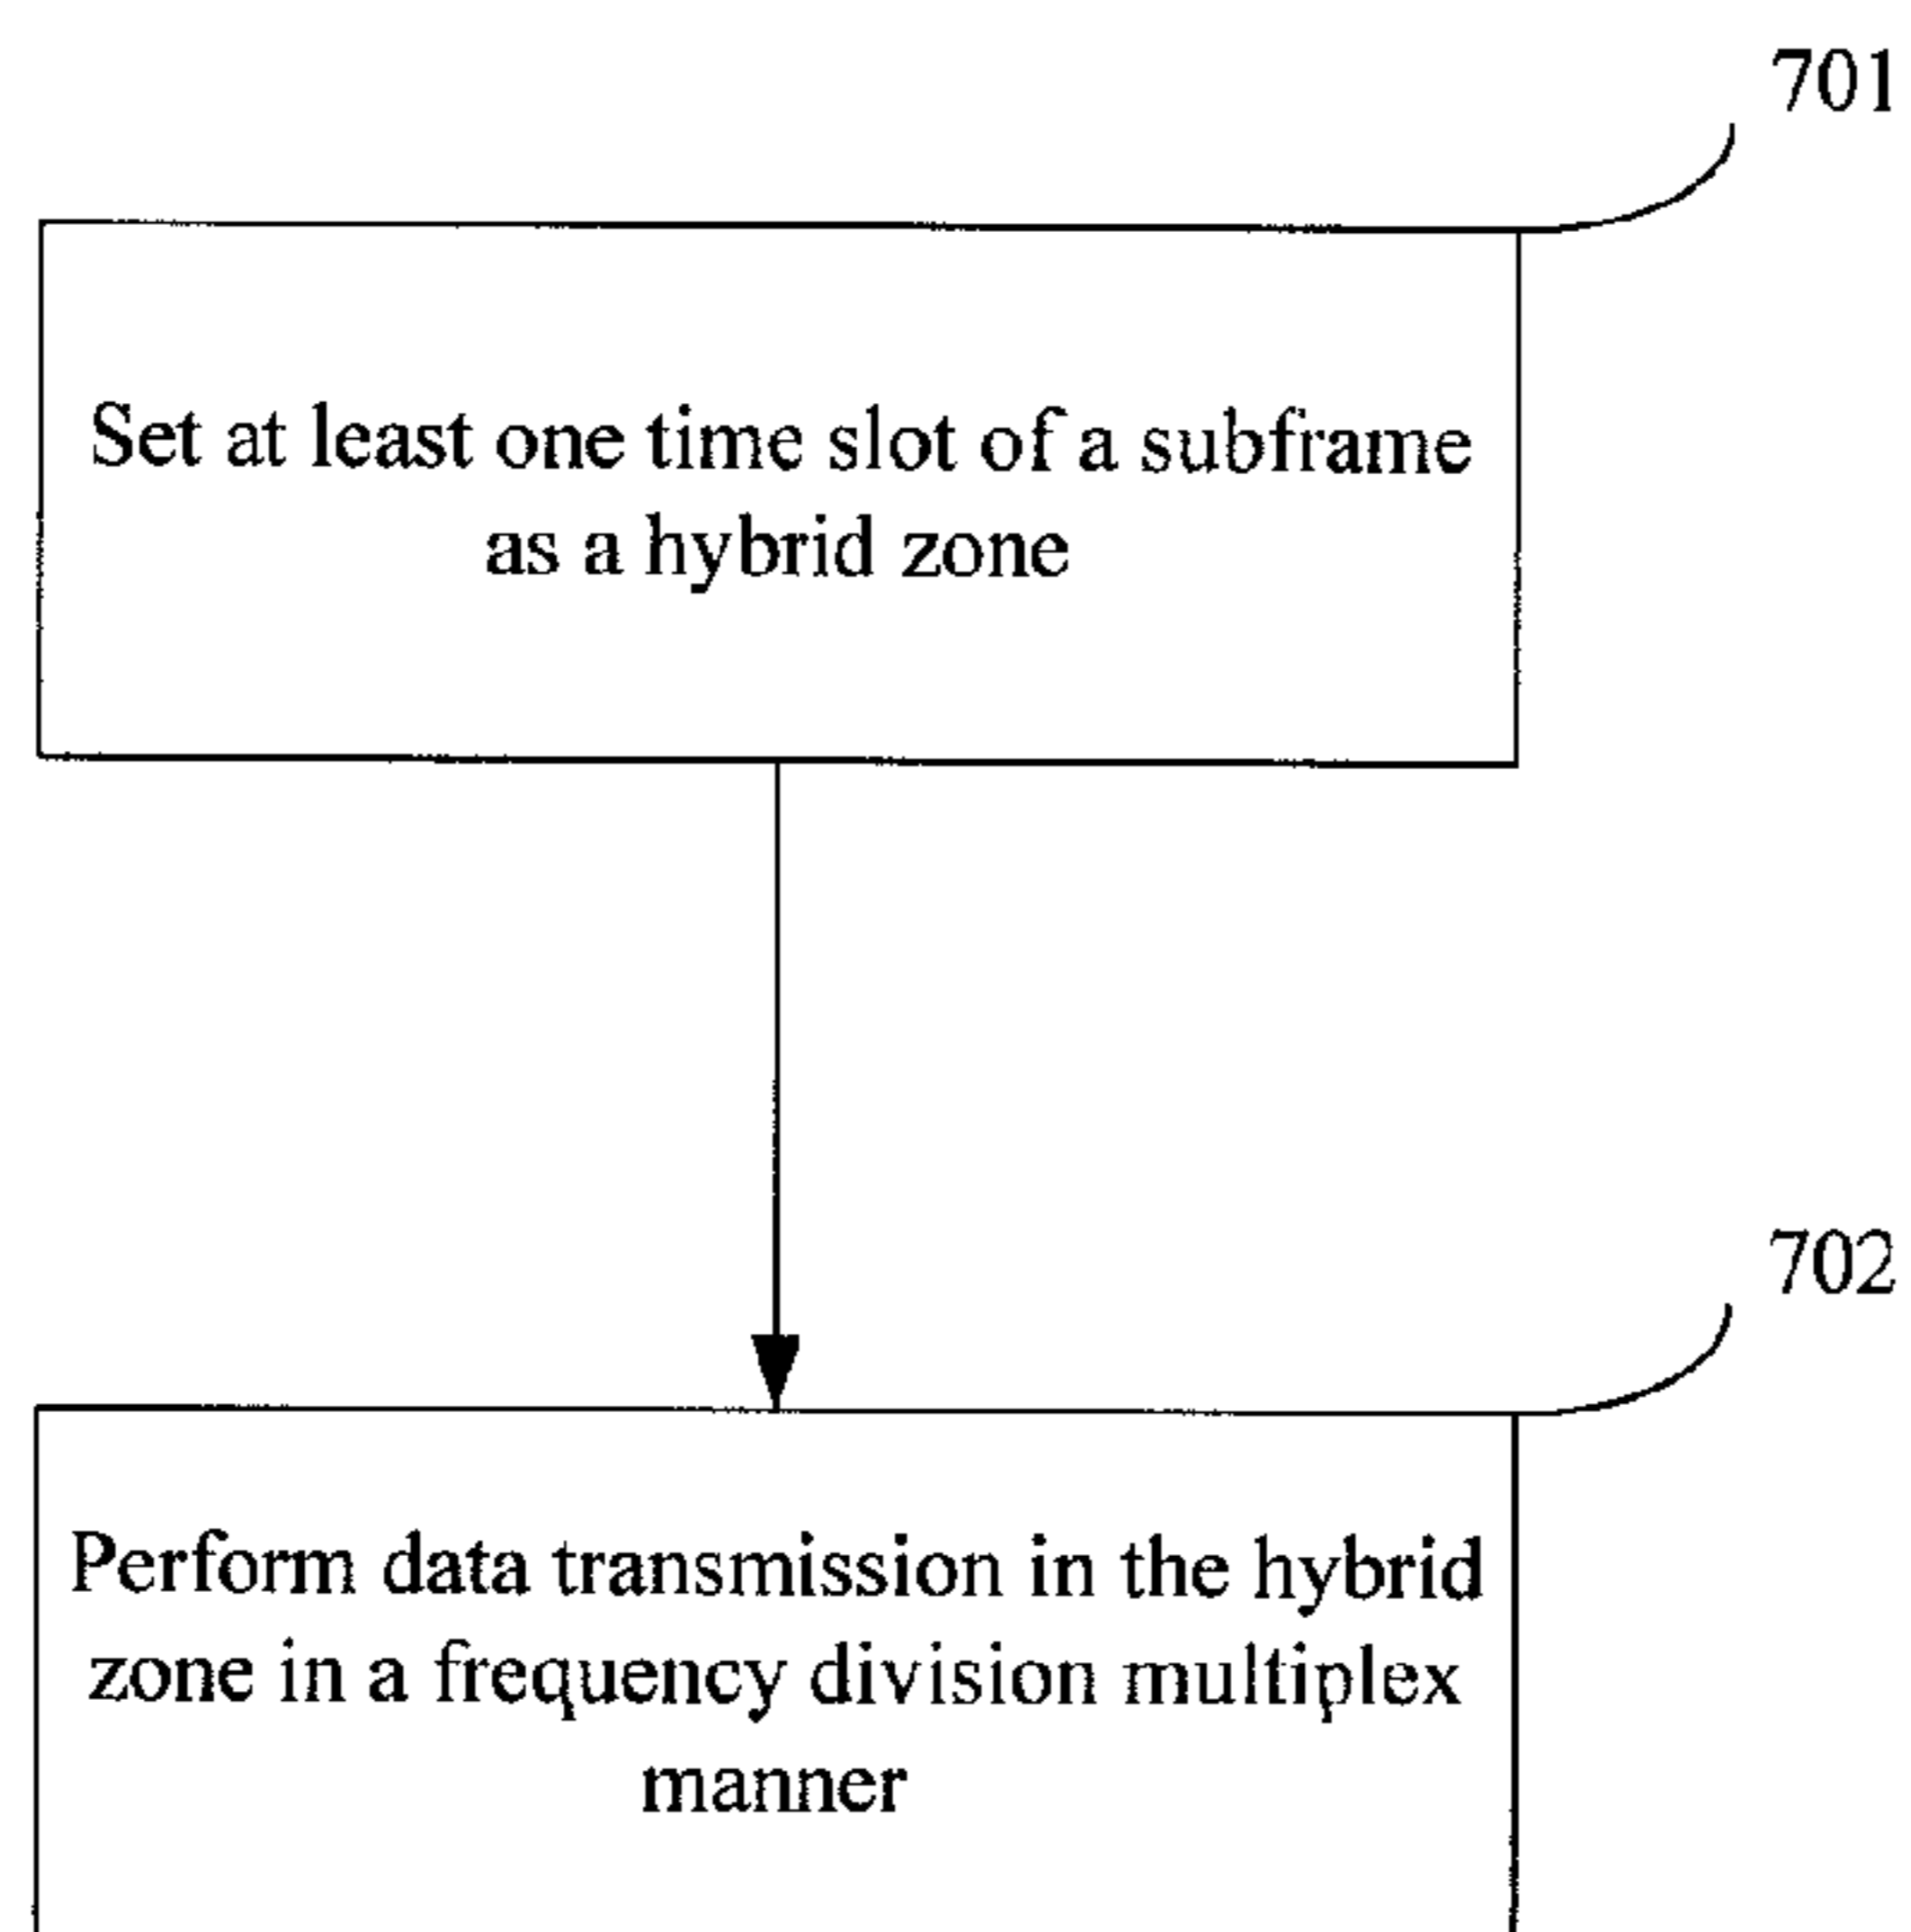 701
Set at least one time slot of a subframe
as a hybrid zone
702
Perform data transmission in the hybrid
zone in a frequency division multiplex
manner